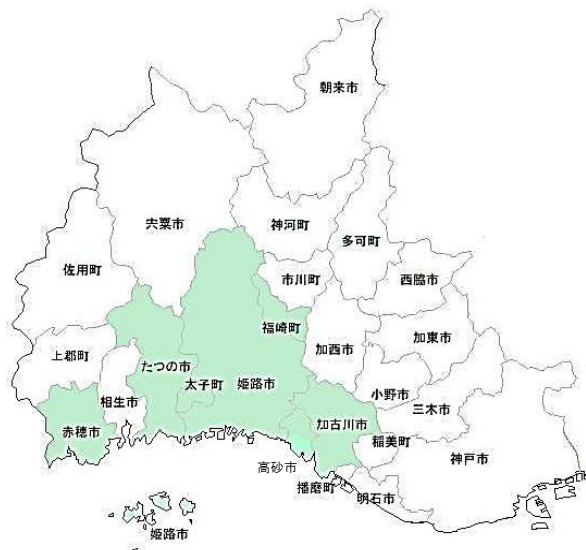 朝来市
宍粟市
神河町
多可町
佐用町
市川町
西脇市
福崎町
加西市
加東市
上郡町
たつの市
太子町
姫路市
小野市
相生市
三木市
赤穂市
加古川市
稲美町
神戸市
高砂市
播磨町
明石市
姫路市